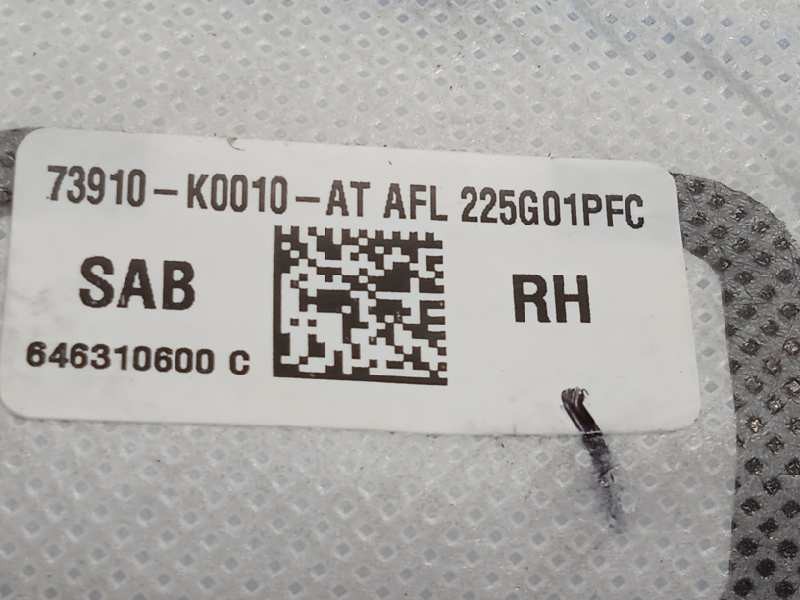 73910-K0010-AT AFL 225G01PFC
SAB
RH
646310600 C